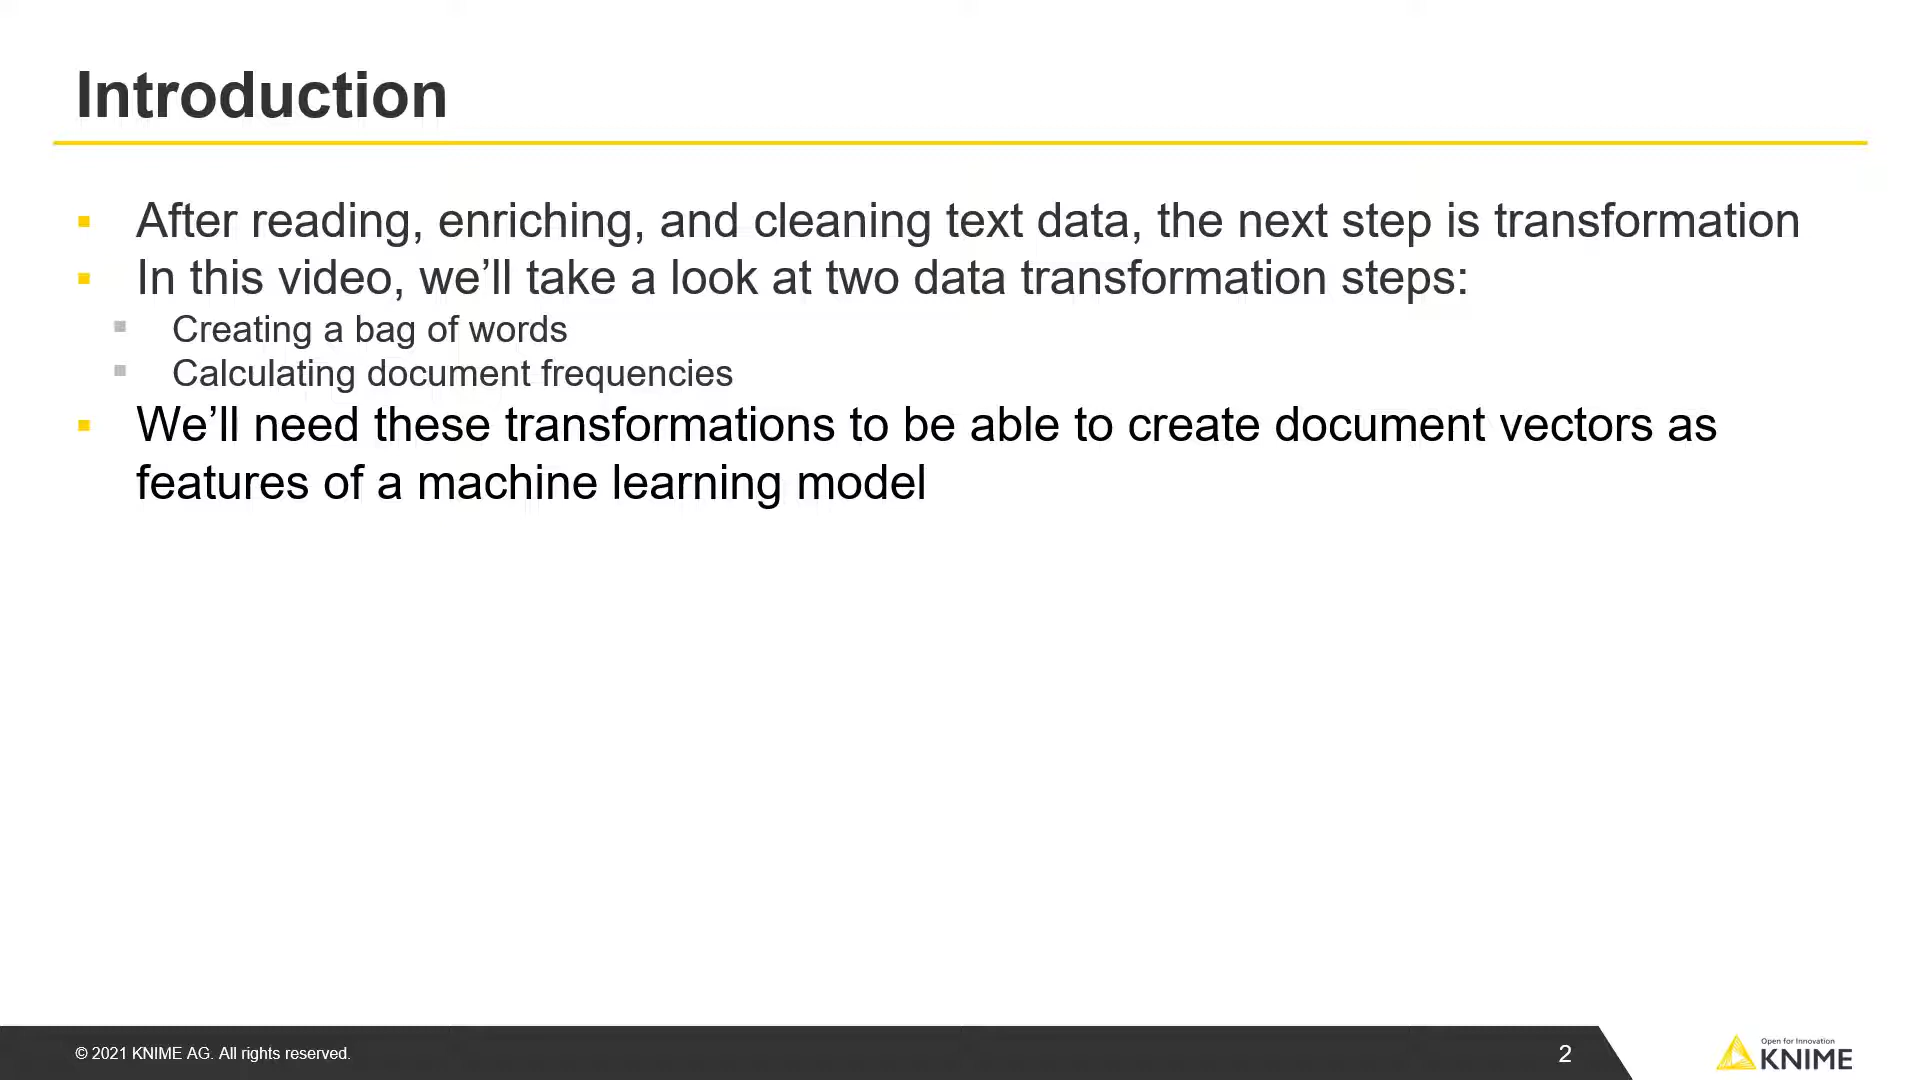 Introduction
▪ After reading, enriching, and cleaning text data, the next step is transformation
▪ In this video, we’ll take a look at two data transformation steps:
▪ Creating a bag of words
▪ Calculating document frequencies
▪ We’ll need these transformations to be able to create document vectors as
features of a machine learning model
© 2021 KNIME AG. All rights reserved.
2
Open for Innovation
KNIME